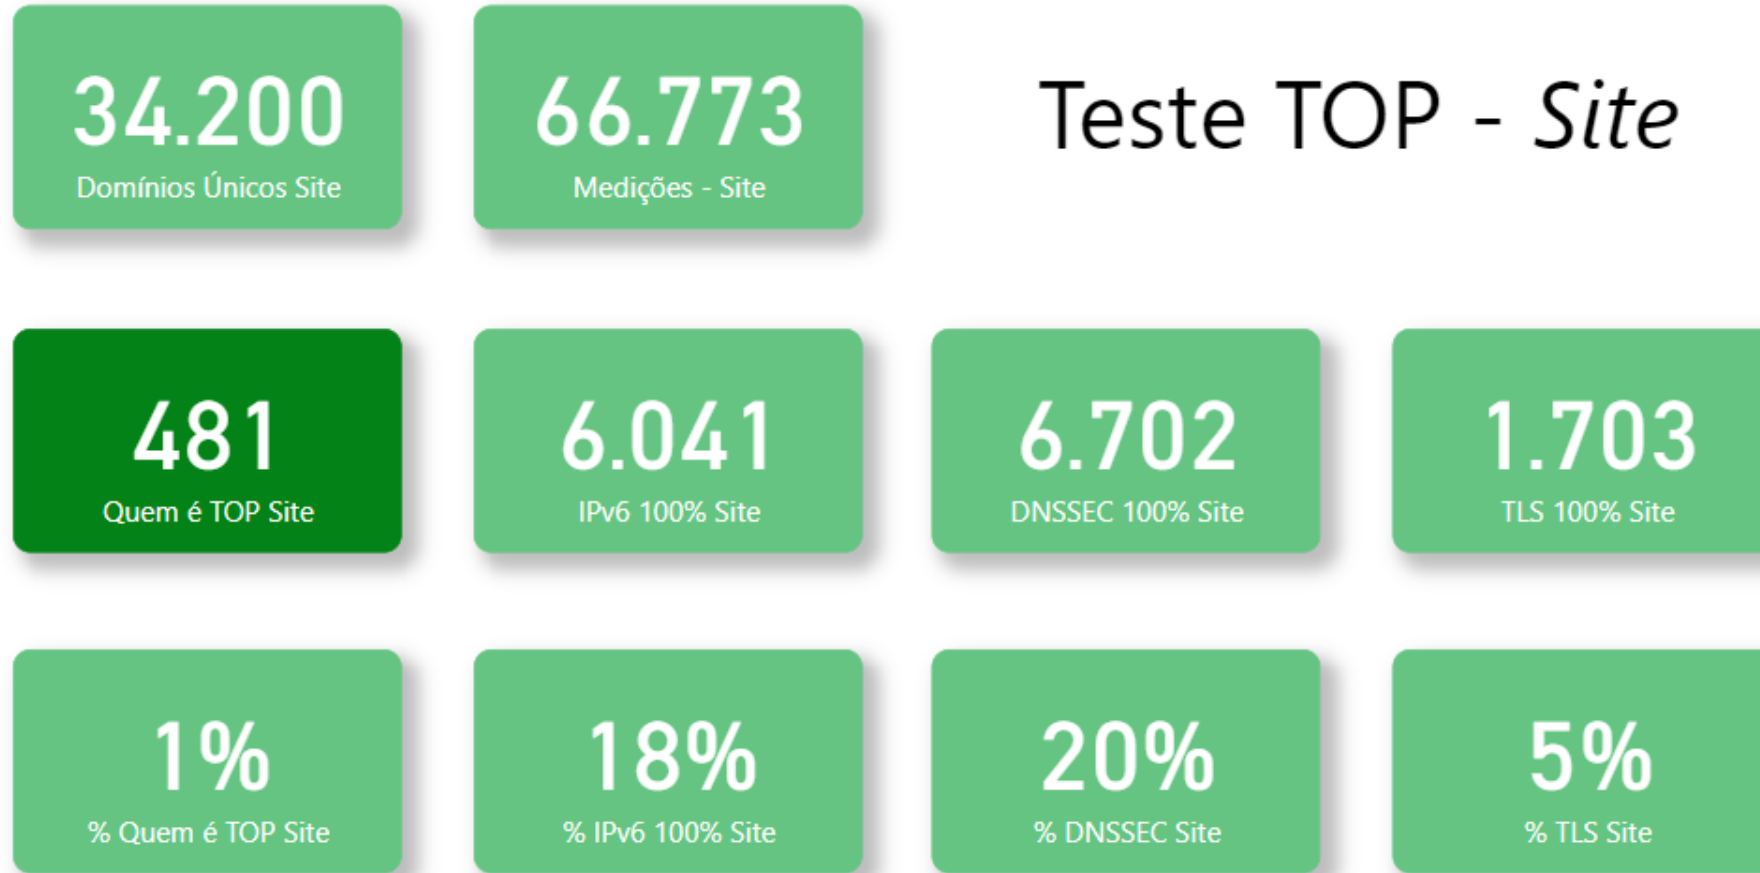 34.200
Domínios Únicos Site
66.773
Medições - Site
Teste TOP - Site
481
Quem é TOP Site
6.041
IPv6 100% Site
6.702
DNSSEC 100% Site
1.703
TLS 100% Site
1%
% Quem é TOP Site
18%
% IPv6 100% Site
20%
% DNSSEC Site
5%
% TLS Site